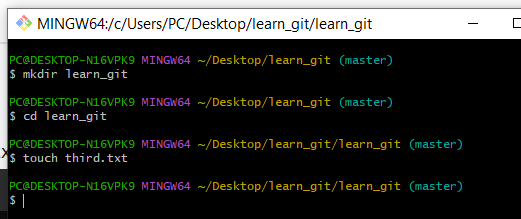 MINGW64:/c/Users/PC/Desktop/learn_git/learn_git
PC@DESKTOP-N16VPK9 MINGW64 ~/Desktop/learn_git (master)
$ mkdir learn_git
PC@DESKTOP-N16VPK9 MINGW64 ~/Desktop/learn_git (master)
$ cd learn_git
PC@DESKTOP-N16VPK9 MINGW64 ~/Desktop/learn_git/learn_git (master)
$ touch third.txt
PC@DESKTOP-N16VPK9 MINGW64 ~/Desktop/learn_git/learn_git (master)
$